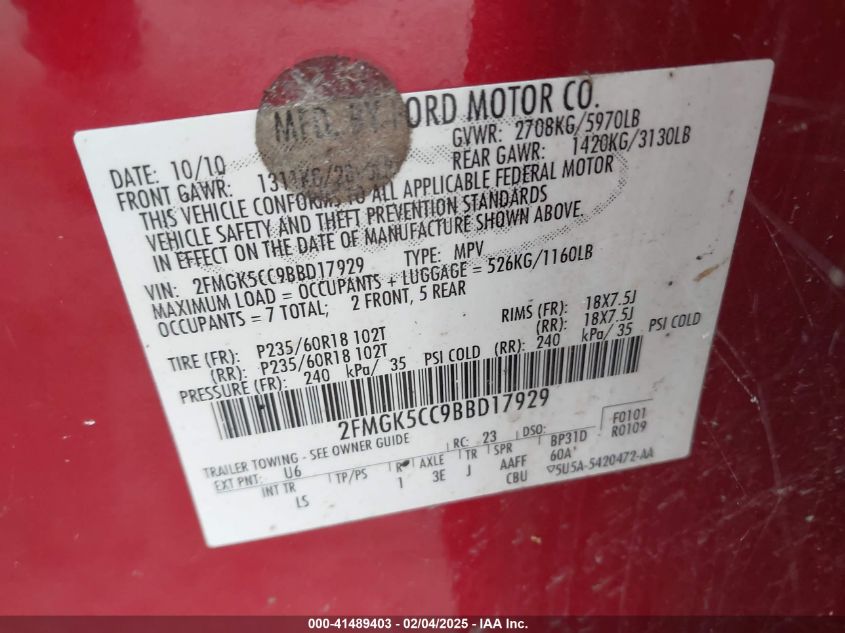 MFD. BY FORD MOTOR CO.
DATE: 10/10 GVWR: 2708KG/5970LB
FRONT GAWR: REAR GAWR: 1420KG/3130LB
THIS VEHICLE CONFORMS TO ALL APPLICABLE FEDERAL MOTOR
VEHICLE SAFETY AND THEFT PREVENTION STANDARDS
IN EFFECT ON THE DATE OF MANUFACTURE SHOWN ABOVE.
VIN: 2FMGK5CC9BBD17929 TYPE: MPV
MAXIMUM LOAD = OCCUPANTS + LUGGAGE = 526KG/1160LB
OCCUPANTS = 7 TOTAL; 2 FRONT, 5 REAR
TIRE (FR): P235/60R18 102T RIMS (FR): 18X7.5J
(RR): P235/60R18 102T (RR): 18X7.5J
PRESSURE (FR): 240 kPa/ 35 PSI COLD (RR): 240 kPa/ 35 PSI COLD
2FMGK5CC9BBD17929
TRAILER TOWING - SEE OWNER GUIDE RC: 23 DSO: F0101
EXT PNT: U6 TP/PS R AXLE TR SPR BP31D R0109
INT TR 1 3E J AAFF 60A
LS CBU 5U5A-5420472-AA
000-41489403 - 02/04/2025 - IAA Inc.